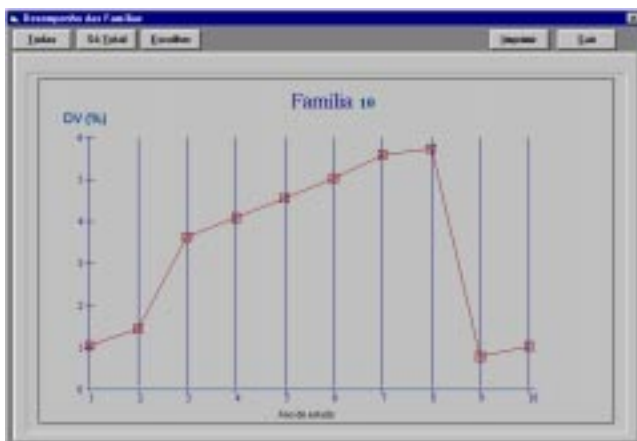 Desempenho das Famílias
Todas Só Total Escolher Imprimir Sair
Família 10
DV (%)
6
5
4
3
2
1
0
1 2 3 4 5 6 7 8 9 10
Ano do estudo